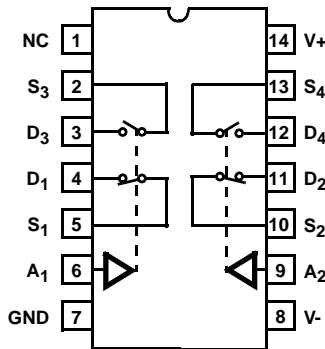 NC 1 14 V+
S3 2 13 S4
D3 3 12 D4
D1 4 11 D2
S1 5 10 S2
A1 6 9 A2
GND 7 8 V-